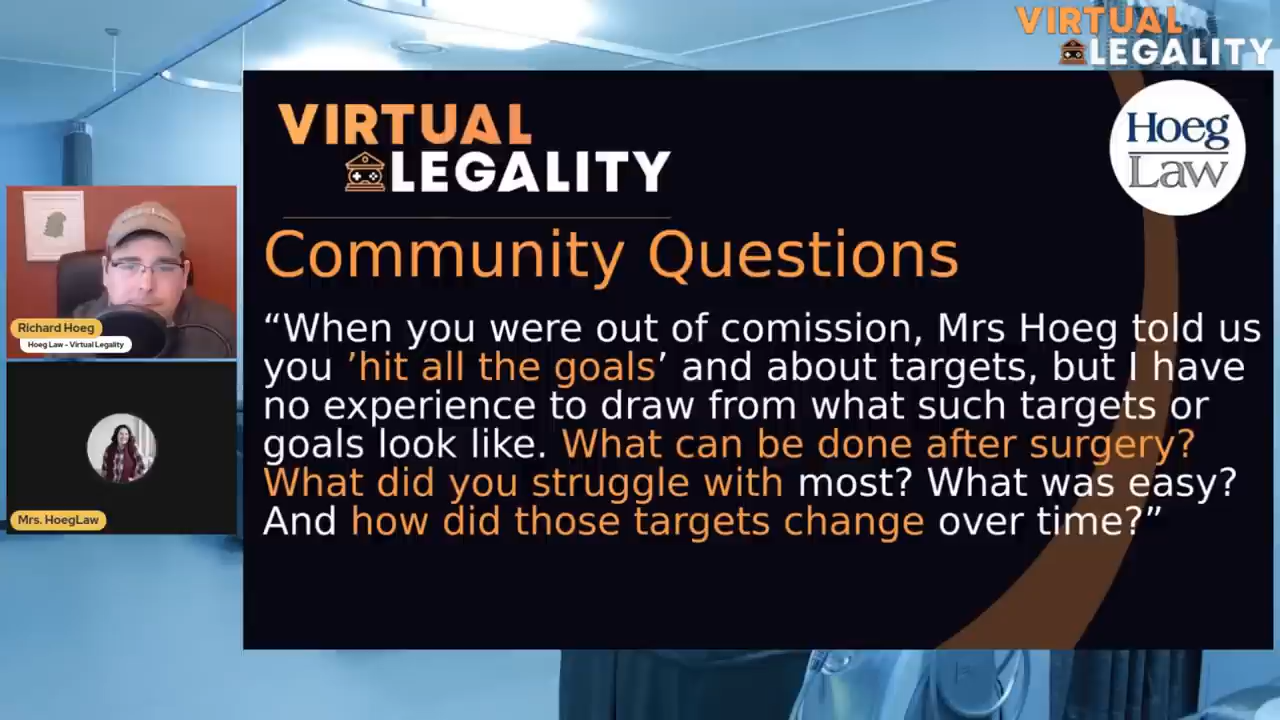 VIRTUAL
LEGALITY
VIRTUAL
LEGALITY
Hoeg
Law
Community Questions
“When you were out of comission, Mrs Hoeg told us
you ’hit all the goals’ and about targets, but I have
no experience to draw from what such targets or
goals look like. What can be done after surgery?
What did you struggle with most? What was easy?
And how did those targets change over time?”
Richard Hoeg
Hoeg Law - Virtual Legality
Mrs. HoegLaw